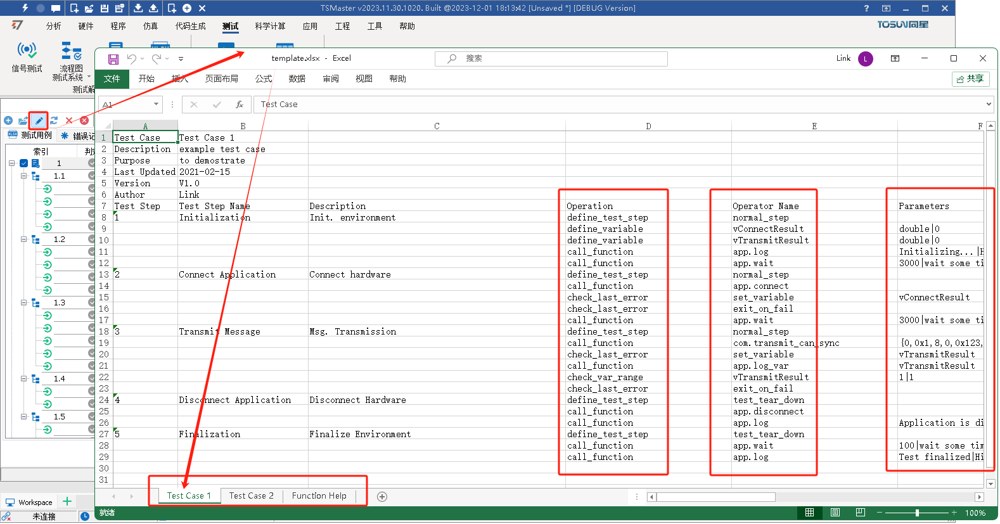 TSMaster v2023.11.30.1020. Built @2023-12-01 18:13:42 [Unsaved *] [DEBUG Version]
分析 硬件 程序 仿真 代码生成 测试 科学计算 应用 工程 工具 帮助
TOSUN同星
信号测试
流程图
测试系统
测试解
template.xlsx - Excel
搜索
Link L
文件 开始 插入 页面布局 公式 数据 审阅 视图 帮助
共享
A1 fx Test Case
XLSX 测试用例 错误记
索引 判定
1
1.1
1.2
1.3
1.4
1.5
A B C D E F
1 Test Case Test Case 1
2 Description example test case
3 Purpose to demostrate
4 Last Updated 2021-02-15
5 Version V1.0
6 Author Link
7 Test Step Test Step Name Description Operation Operator Name Parameters
8 1 Initialization Init. environment define_test_step normal_step
9 define_variable vConnectResult double|0
10 define_variable vTransmitResult double|0
11 call_function app.log Initializing...|H
12 call_function app.wait 3000|wait some ti
13 2 Connect Application Connect hardware define_test_step normal_step
14 call_function app.connect
15 check_last_error set_variable vConnectResult
16 check_last_error exit_on_fail
17 call_function app.wait 3000|wait some ti
18 3 Transmit Message Msg. Transmission define_test_step normal_step
19 call_function com.transmit_can_sync {0,0x1,8,0,0x123,
20 check_last_error set_variable vTransmitResult
21 call_function app.log_var vTransmitResult
22 check_var_range vTransmitResult 1|1
23 check_last_error exit_on_fail
24 4 Disconnect Application Disconnect Hardware define_test_step test_tear_down
25 call_function app.disconnect
26 call_function app.log Application is di
27 5 Finalization Finalize Environment define_test_step test_tear_down
28 call_function app.wait 100|wait some tim
29 call_function app.log Test finalized|Hi
30
31
Test Case 1 Test Case 2 Function Help
Workspace
未连接
就绪
100%